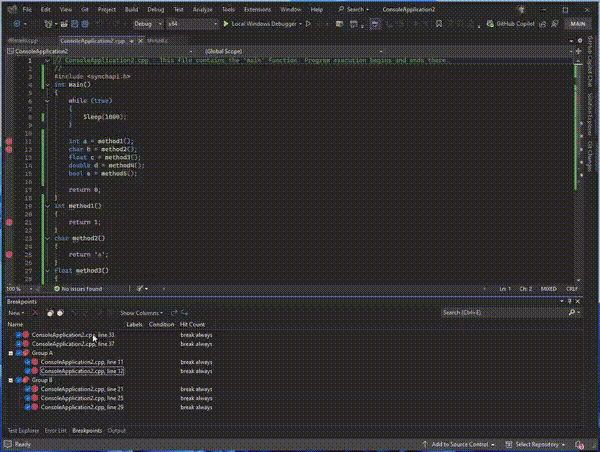 File Edit View Git Project Build Debug Test Analyze Tools Extensions Window Help Search ConsoleApplication2
Debug x64 Local Windows Debugger GitHub Copilot MAIN
ConsoleApplication2.cpp thread.c
ConsoleApplication2 (Global Scope)
1 // ConsoleApplication2.cpp : This file contains the 'main' function. Program execution begins and ends there.
//
#include <synchapi.h>
4 int main()
{
6 while (true)
7 {
8 Sleep(1000);
9 }
10
11 int a = method1();
char b = method2();
13 float c = method3();
14 double d = method4();
15 bool e = method5();
16
17 return 0;
18 }
19 int method1()
20 {
21 return 1;
22 }
23 char method2()
24 {
25 return 'a';
26 }
27 float method3()
28 {
100 % No issues found Ln: 1 Ch: 2 MIXED CRLF
GitHub Copilot Chat
Solution Explorer
Git Changes
Breakpoints
New Show Columns Search (Ctrl+E)
Name Labels Condition Hit Count
ConsoleApplication2.cpp, line 33 break always
ConsoleApplication2.cpp, line 37 break always
Group A
ConsoleApplication2.cpp, line 11 break always
ConsoleApplication2.cpp, line 12 break always
Group B
ConsoleApplication2.cpp, line 21 break always
ConsoleApplication2.cpp, line 25 break always
ConsoleApplication2.cpp, line 29 break always
Test Explorer Error List Breakpoints Output
Ready Add to Source Control Select Repository